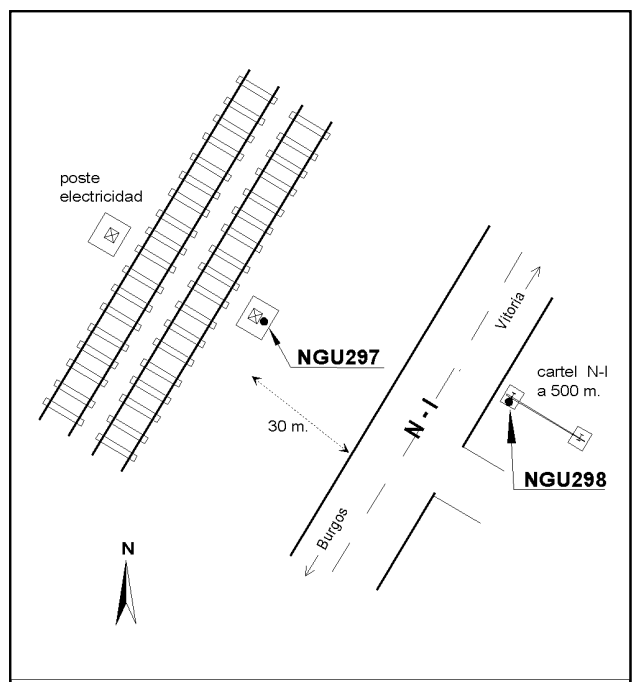 poste
electricidad
NGU297
Vitoria
cartel N-I
a 500 m.
30 m.
N - I
NGU298
Burgos
N